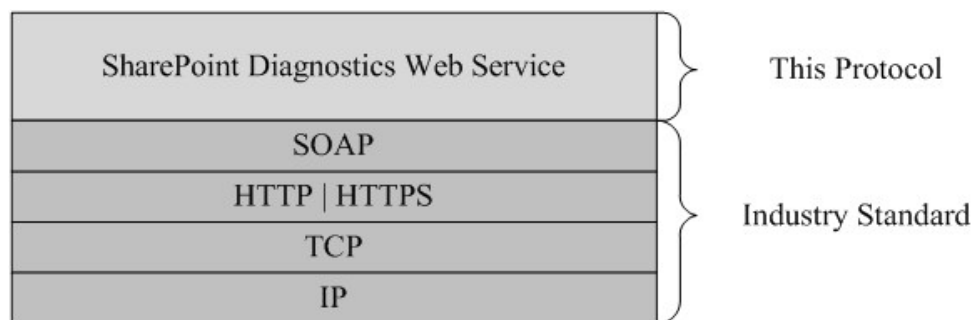 SharePoint Diagnostics Web Service
This Protocol
SOAP
HTTP | HTTPS
TCP
IP
Industry Standard